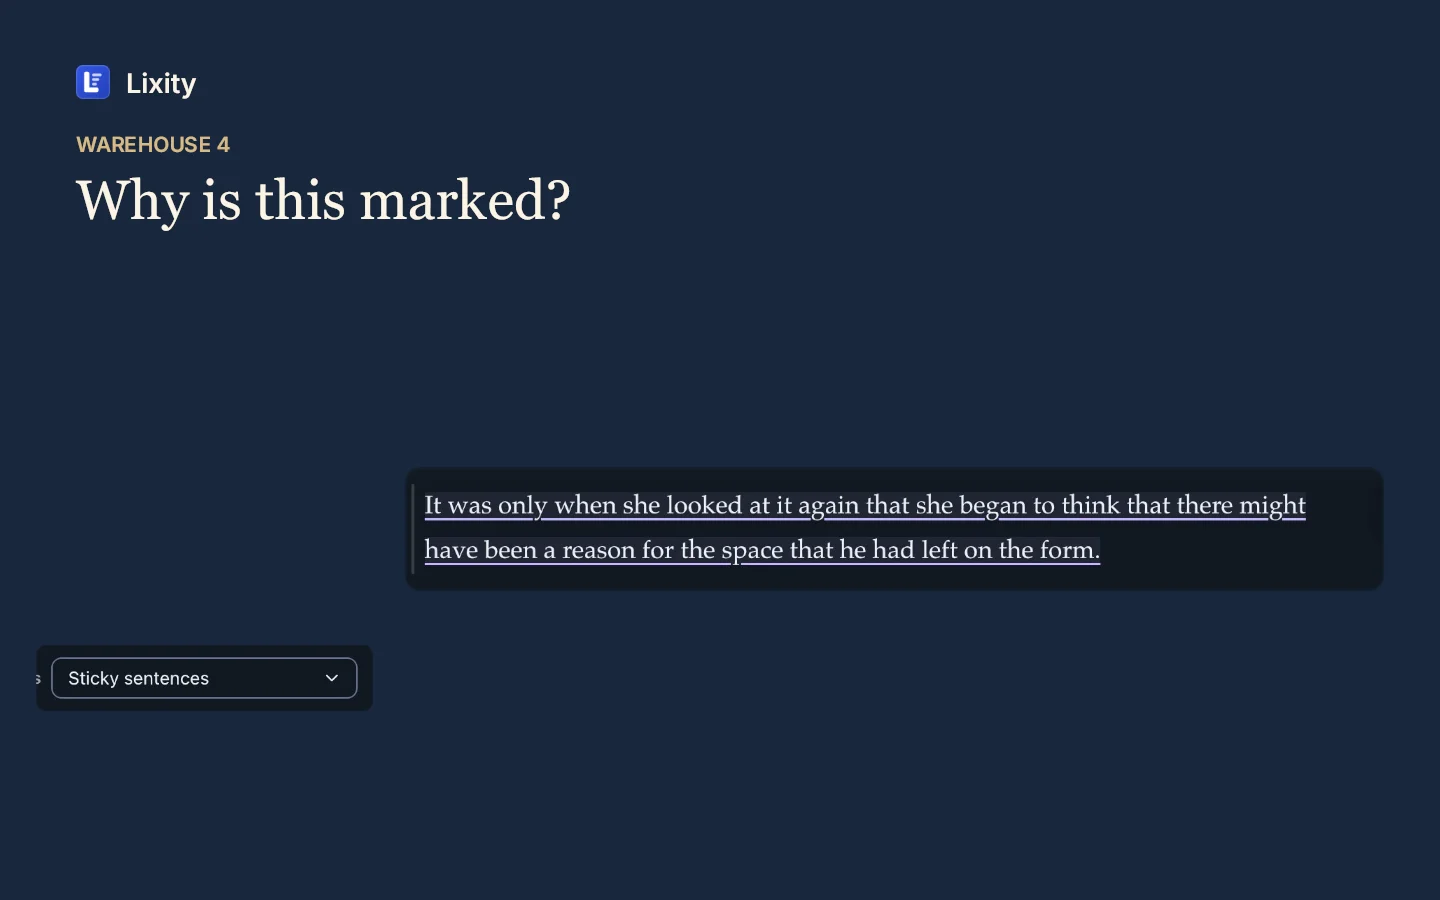 Lixity
WAREHOUSE 4
Why is this marked?
It was only when she looked at it again that she began to think that there might
have been a reason for the space that he had left on the form.
s Sticky sentences